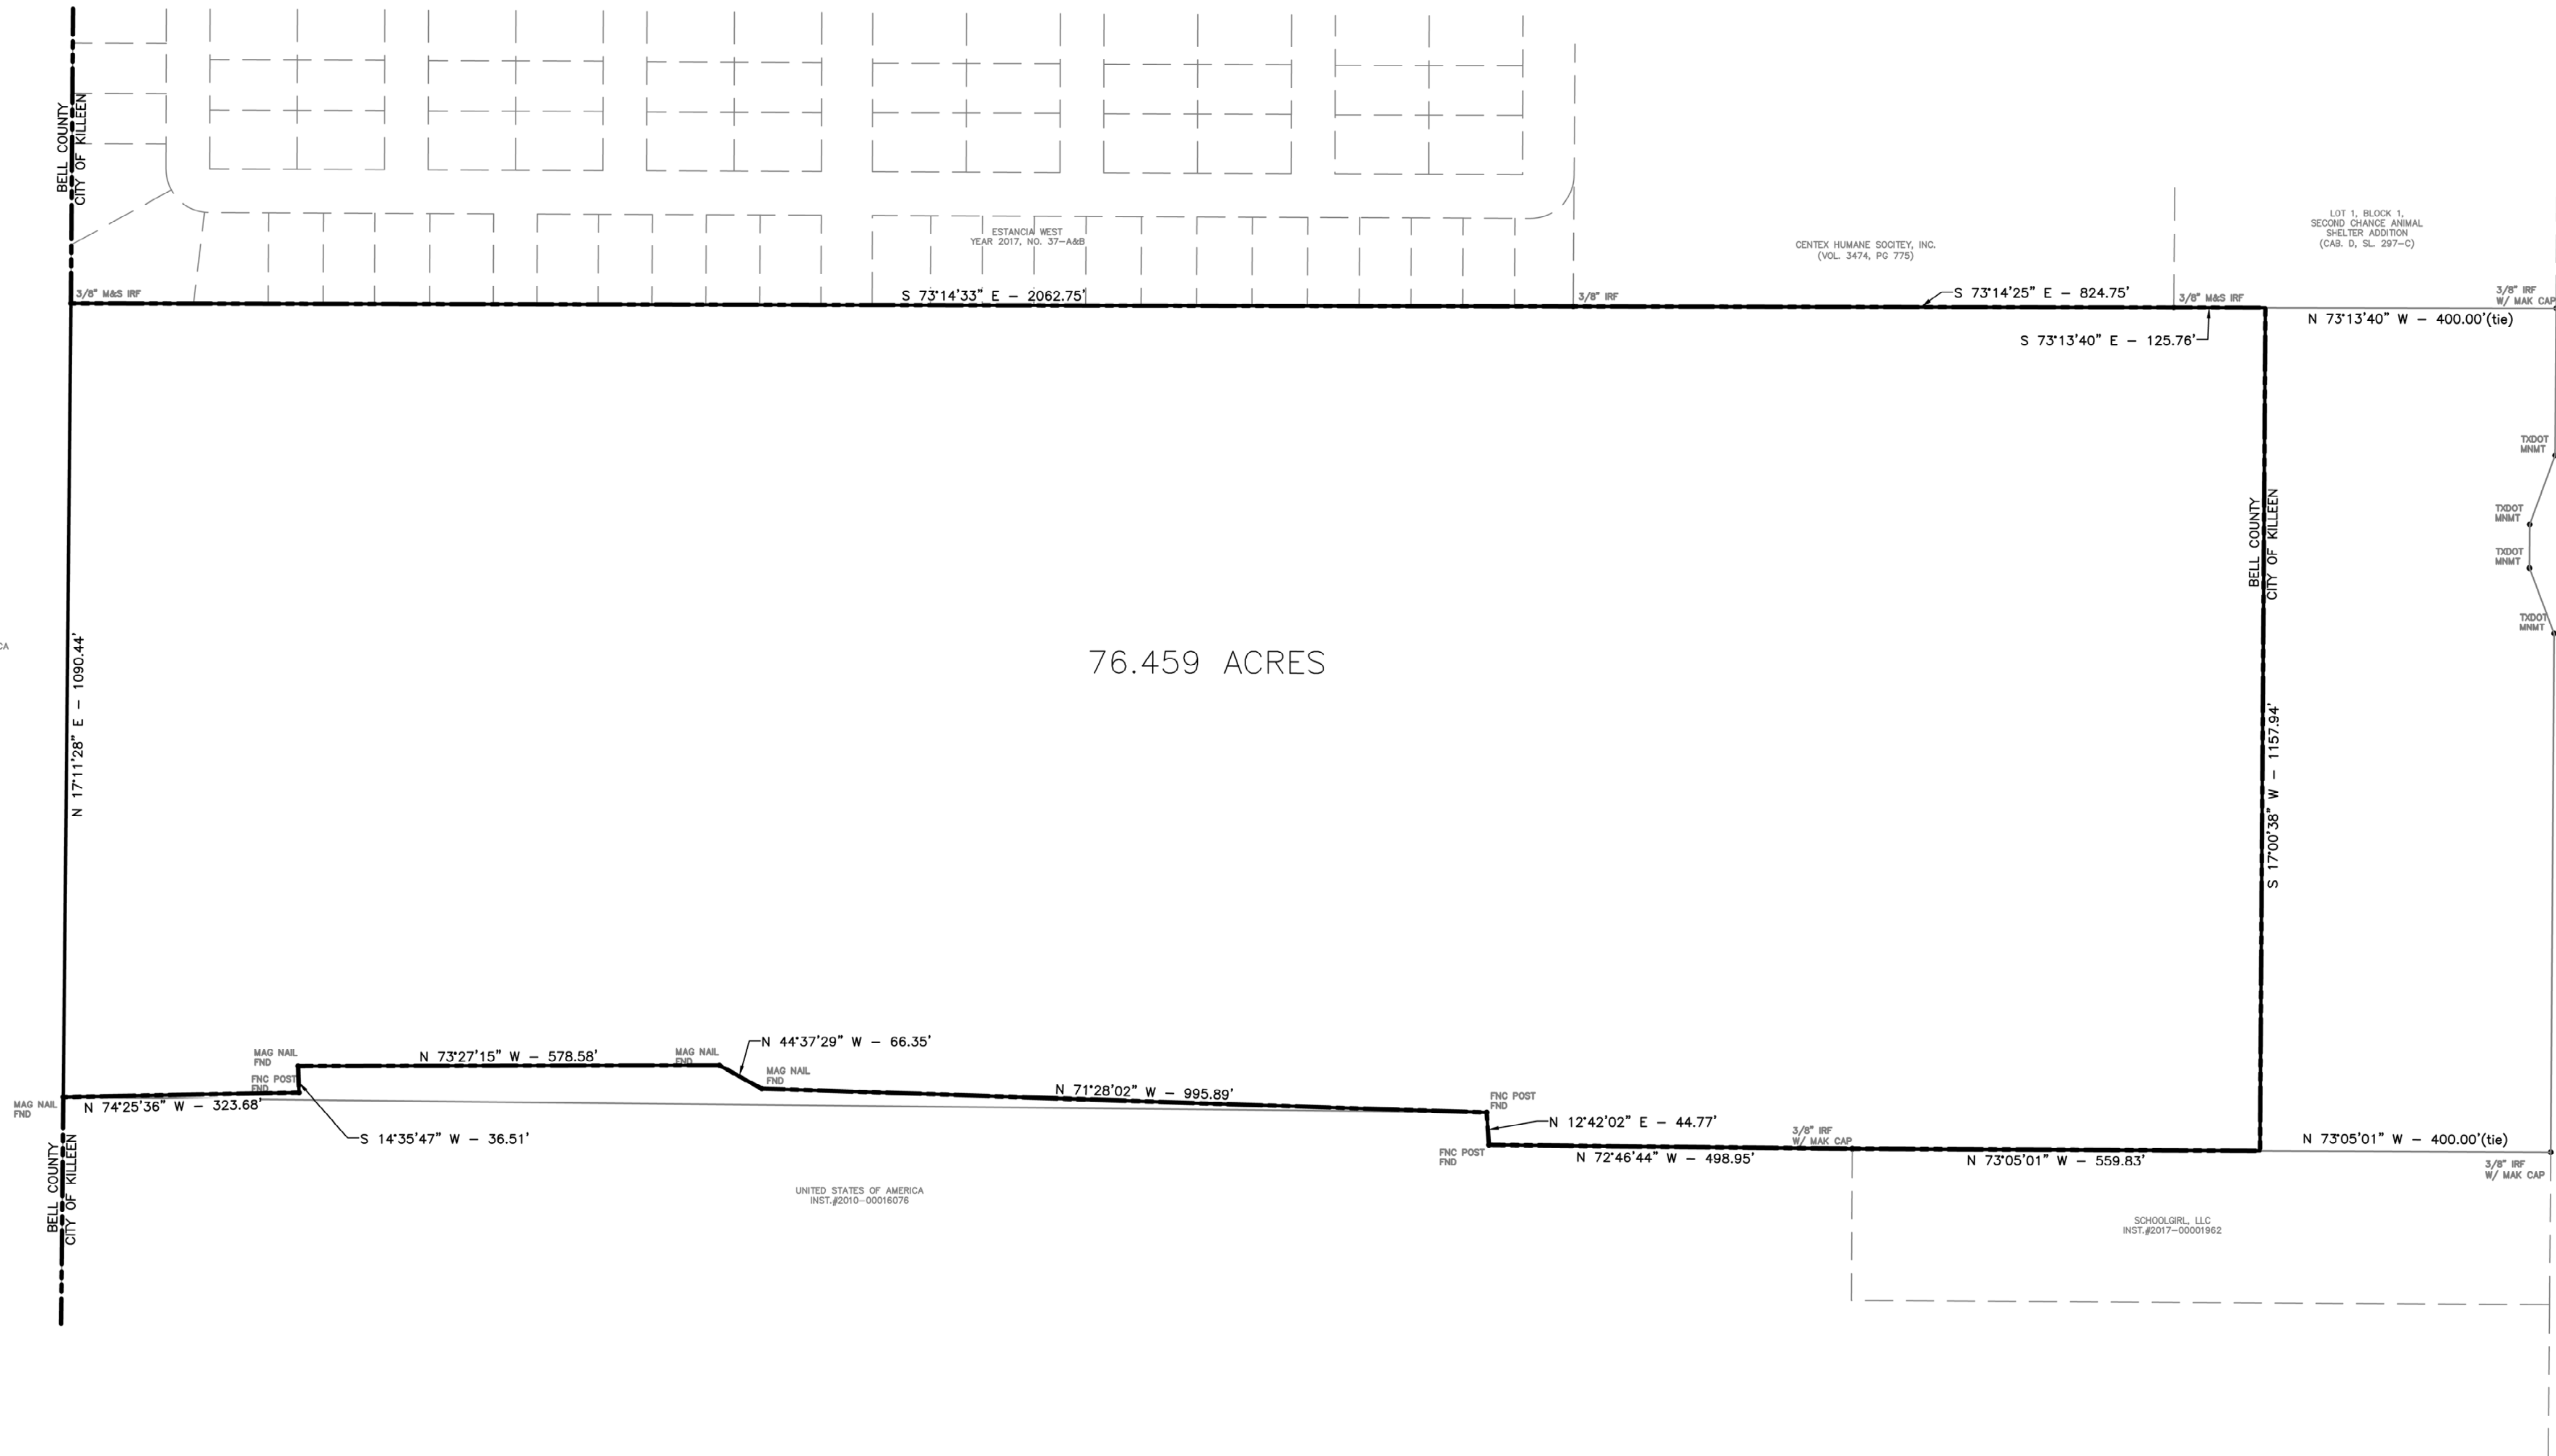 BELL COUNTY
CITY OF KILLEEN
ESTANCIA WEST
YEAR 2017, NO. 37-A&B
CENTEX HUMANE SOCITEY, INC.
(VOL. 3474, PG 775)
LOT 1, BLOCK 1,
SECOND CHANCE ANIMAL
SHELTER ADDITION
(CAB. D, SL. 297-C)
3/8" M&S IRF
S 73°14'33" E - 2062.75'
3/8" IRF
S 73°14'25" E - 824.75'
3/8" M&S IRF
3/8" IRF
W/ MAK CAP
N 73°13'40" W - 400.00'(tie)
S 73°13'40" E - 125.76'
TXDOT
MNMT
TXDOT
MNMT
TXDOT
MNMT
TXDOT
MNMT
BELL COUNTY
CITY OF KILLEEN
CA
76.459 ACRES
N 17°11'28" E - 1090.44'
S 17°00'38" W - 1157.94'
N 44°37'29" W - 66.35'
MAG NAIL
FND
N 73°27'15" W - 578.58'
MAG NAIL
FND
MAG NAIL
FND
FNC POST
FND
N 71°28'02" W - 995.89'
FNC POST
FND
MAG NAIL
FND
N 74°25'36" W - 323.68'
N 12°42'02" E - 44.77'
S 14°35'47" W - 36.51'
3/8" IRF
W/ MAK CAP
FNC POST
FND
N 72°46'44" W - 498.95'
N 73°05'01" W - 559.83'
N 73°05'01" W - 400.00'(tie)
3/8" IRF
W/ MAK CAP
BELL COUNTY
CITY OF KILLEEN
UNITED STATES OF AMERICA
INST.#2010-00016076
SCHOOLGIRL, LLC
INST.#2017-00001962